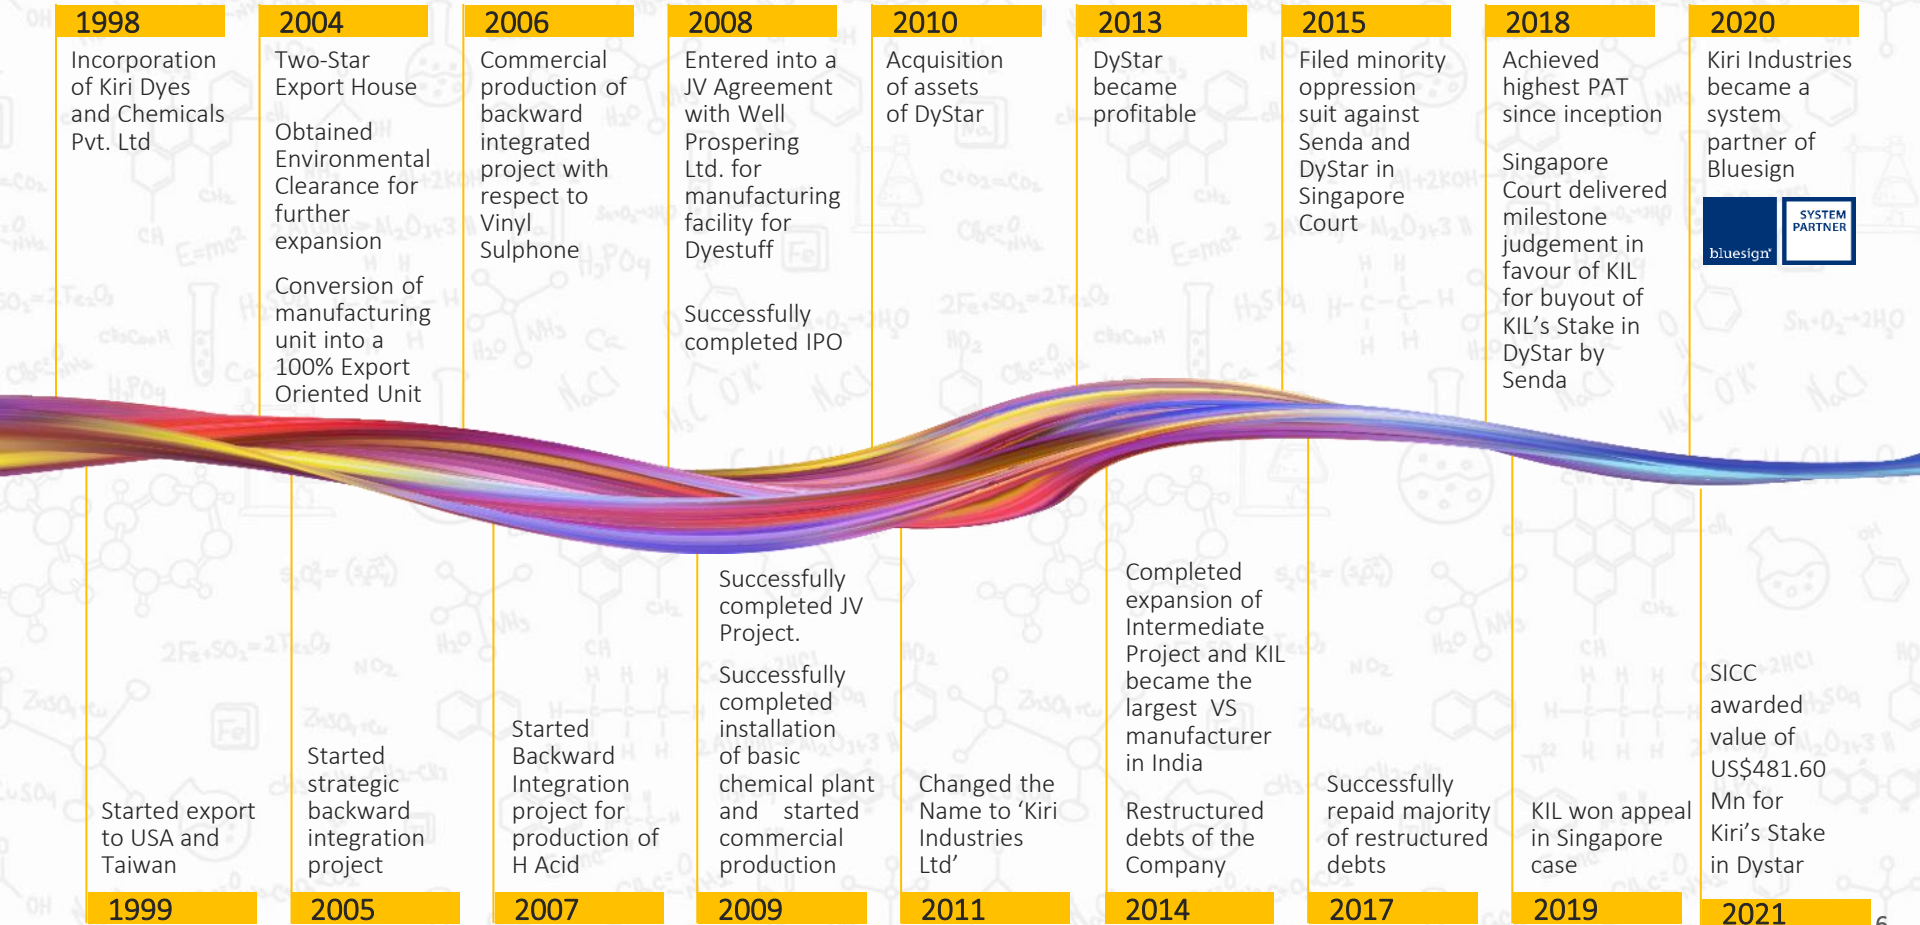 1998
Incorporation
of Kiri Dyes
and Chemicals
Pvt. Ltd
2004
Two-Star
Export House
Obtained
Environmental
Clearance for
further
expansion
Conversion of
manufacturing
unit into a
100% Export
Oriented Unit
2006
Commercial
production of
backward
integrated
project with
respect to
Vinyl
Sulphone
2008
Entered into a
JV Agreement
with Well
Prospering
Ltd. for
manufacturing
facility for
Dyestuff
Successfully
completed IPO
2010
Acquisition
of assets
of DyStar
2013
DyStar
became
profitable
2015
Filed minority
oppression
suit against
Senda and
DyStar in
Singapore
Court
2018
Achieved
highest PAT
since inception
Singapore
Court delivered
milestone
judgement in
favour of KIL
for buyout of
KIL's Stake in
DyStar by
Senda
2020
Kiri Industries
became a
system
partner of
Bluesign
bluesign
SYSTEM
PARTNER
Started export
to USA and
Taiwan
1999
Started
strategic
backward
integration
project
2005
Started
Backward
Integration
project for
production of
H Acid
2007
Successfully
completed JV
Project.
Successfully
completed
installation
of basic
chemical plant
and started
commercial
production
2009
Changed the
Name to ‘Kiri
Industries
Ltd’
2011
Completed
expansion of
Intermediate
Project and KIL
became the
largest VS
manufacturer
in India
Restructured
debts of the
Company
2014
Successfully
repaid majority
of restructured
debts
2017
KIL won appeal
in Singapore
case
2019
SICC
awarded
value of
US$481.60
Mn for
Kiri’s Stake
in Dystar
2021